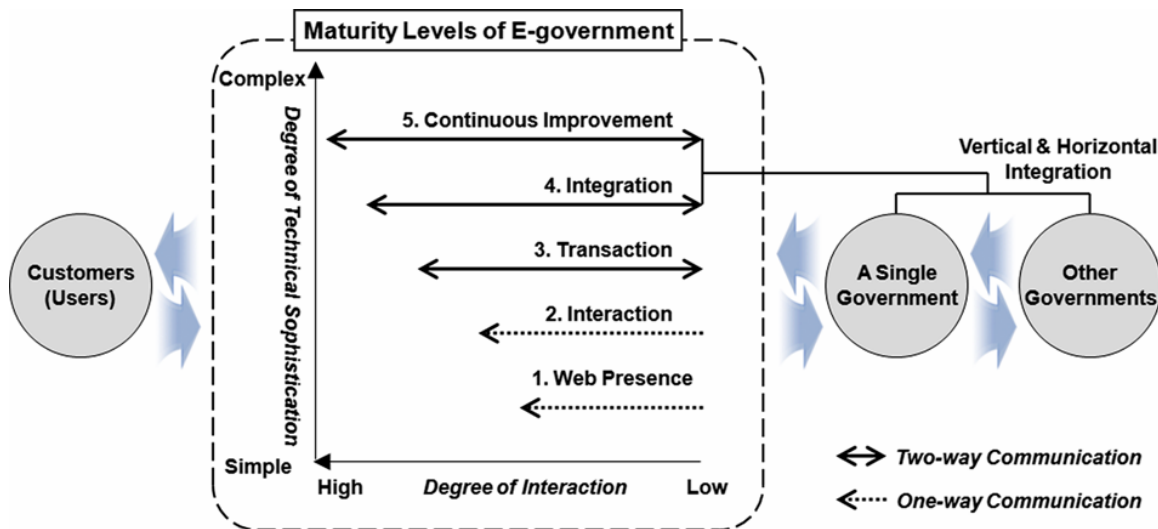 Maturity Levels of E-government
Complex
Degree of Technical Sophistication
5. Continuous Improvement
Vertical & Horizontal
Integration
4. Integration
3. Transaction
Customers
(Users)
A Single
Government
Other
Governments
2. Interaction
1. Web Presence
Simple
High
Degree of Interaction
Low
Two-way Communication
One-way Communication